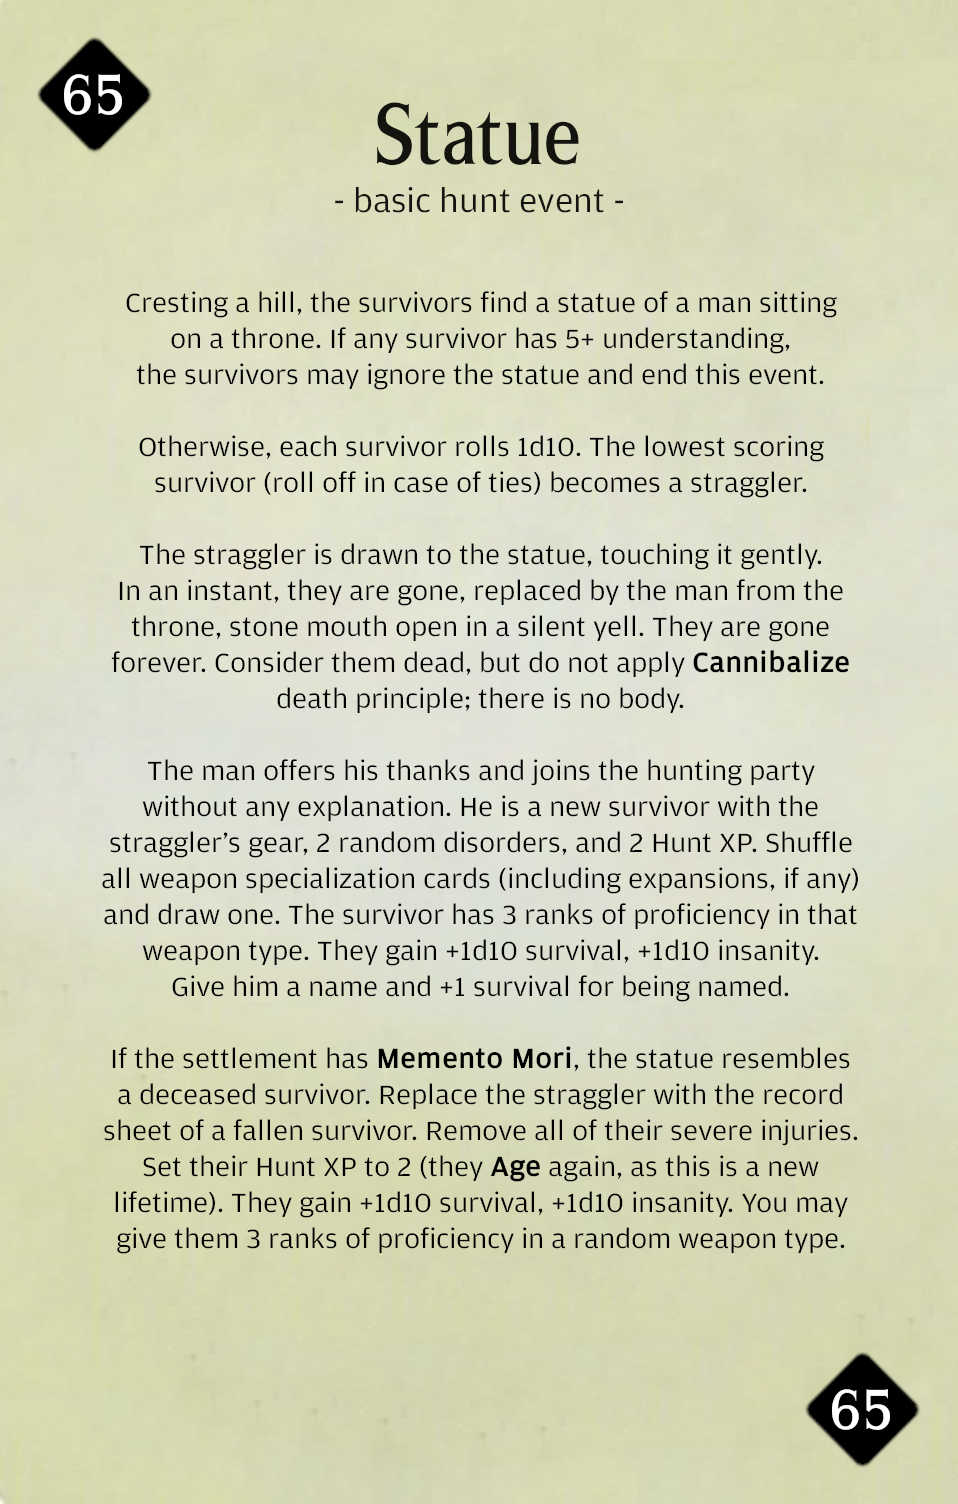 65
Statue
- basic hunt event -
Cresting a hill, the survivors find a statue of a man sitting
on a throne. If any survivor has 5+ understanding,
the survivors may ignore the statue and end this event.
Otherwise, each survivor rolls 1d10. The lowest scoring
survivor (roll off in case of ties) becomes a straggler.
The straggler is drawn to the statue, touching it gently.
In an instant, they are gone, replaced by the man from the
throne, stone mouth open in a silent yell. They are gone
forever. Consider them dead, but do not apply Cannibalize
death principle; there is no body.
The man offers his thanks and joins the hunting party
without any explanation. He is a new survivor with the
straggler’s gear, 2 random disorders, and 2 Hunt XP. Shuffle
all weapon specialization cards (including expansions, if any)
and draw one. The survivor has 3 ranks of proficiency in that
weapon type. They gain +1d10 survival, +1d10 insanity.
Give him a name and +1 survival for being named.
If the settlement has Memento Mori, the statue resembles
a deceased survivor. Replace the straggler with the record
sheet of a fallen survivor. Remove all of their severe injuries.
Set their Hunt XP to 2 (they Age again, as this is a new
lifetime). They gain +1d10 survival, +1d10 insanity. You may
give them 3 ranks of proficiency in a random weapon type.
65